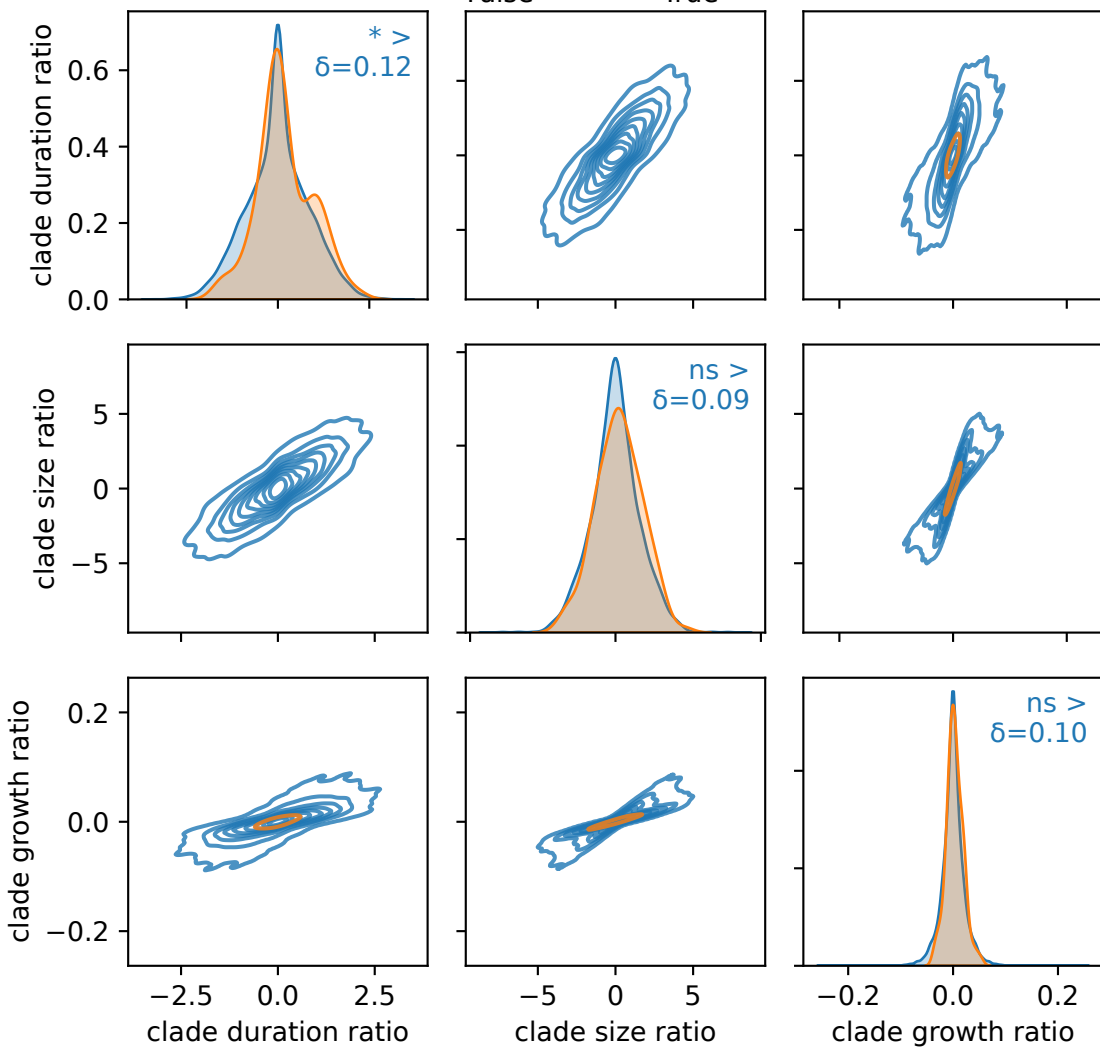 clade duration ratio
0.6
0.4
0.2
0.0
* >
δ=0.12
clade size ratio
5
0
−5
ns >
δ=0.09
clade growth ratio
0.2
0.0
−0.2
ns >
δ=0.10
−2.5 0.0 2.5
−5 0 5
−0.2 0.0 0.2
clade duration ratio
clade size ratio
clade growth ratio